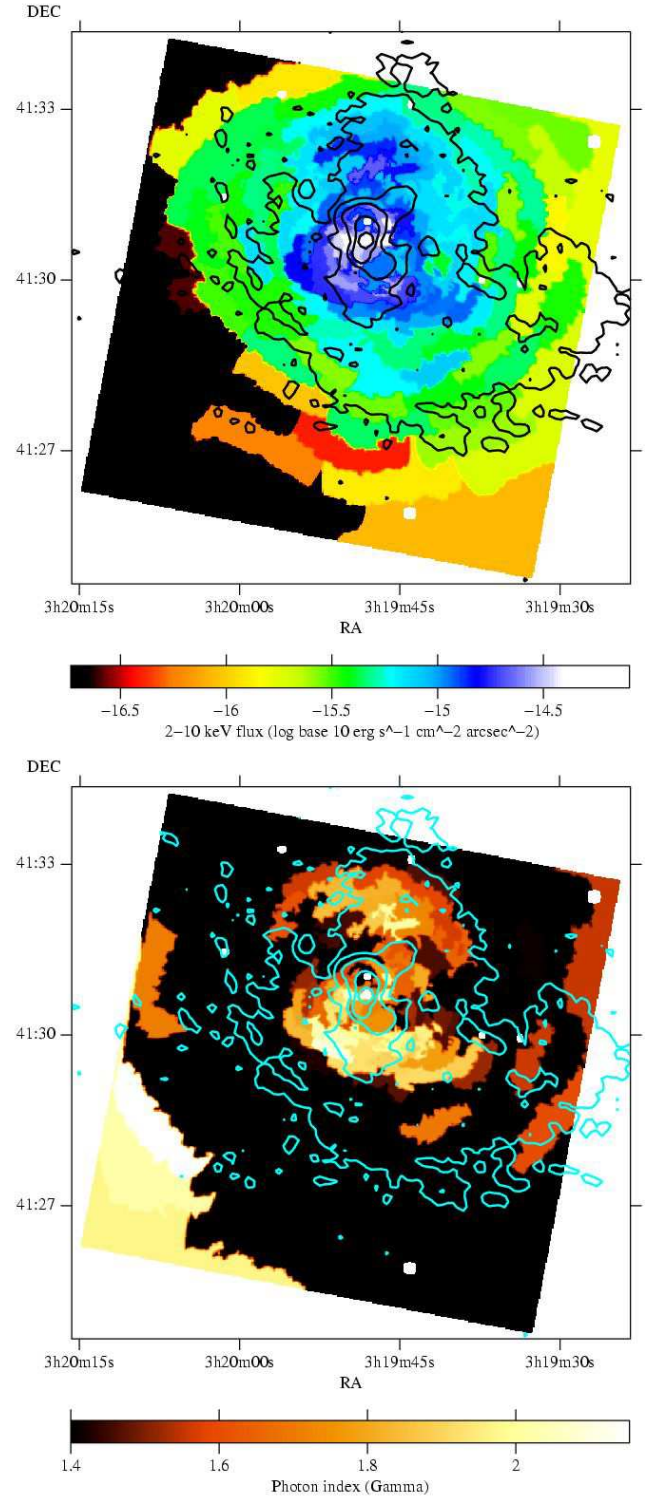 DEC
41:33
41:30
41:27
3h20m15s 3h20m00s 3h19m45s 3h19m30s
RA
−16.5 −16 −15.5 −15 −14.5
2−10 keV flux (log base 10 erg s^−1 cm^−2 arcsec^−2)
DEC
41:33
41:30
41:27
3h20m15s 3h20m00s 3h19m45s 3h19m30s
RA
1.4 1.6 1.8 2
Photon index (Gamma)